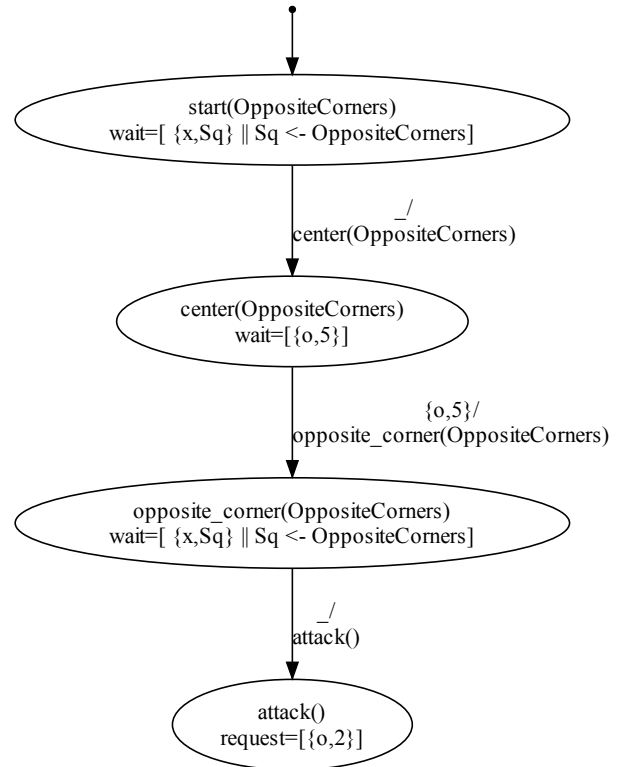 start(OppositeCorners)
wait=[ {x,Sq} || Sq <- OppositeCorners]
_/
center(OppositeCorners)
center(OppositeCorners)
wait=[{o,5}]
{o,5}/
opposite_corner(OppositeCorners)
opposite_corner(OppositeCorners)
wait=[ {x,Sq} || Sq <- OppositeCorners]
_/
attack()
attack()
request=[{o,2}]